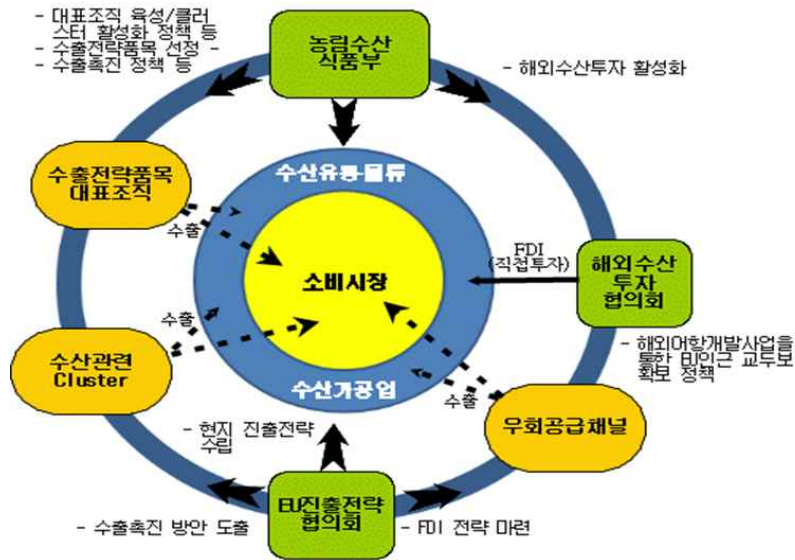 - 대표조직 육성/클러
스터 활성화 정책 등
- 수출전략품목 선정 -
- 수출촉진 정책 등
농림수산
식품부
- 해외수산투자 활성화
수출전략품목
대표조직
수산유통·물류
수출
소비시장
FDI
(직접투자)
해외수산
투자
협의회
수출
수산관련
Cluster
수산가공업
수출
- 해외어항개발사업을
통한 EU인근 교두보
확보 정책
우회공급채널
- 현지 진출전략
수립
EU진출전략
협의회
- 수출촉진 방안 도출
- FDI 전략 마련